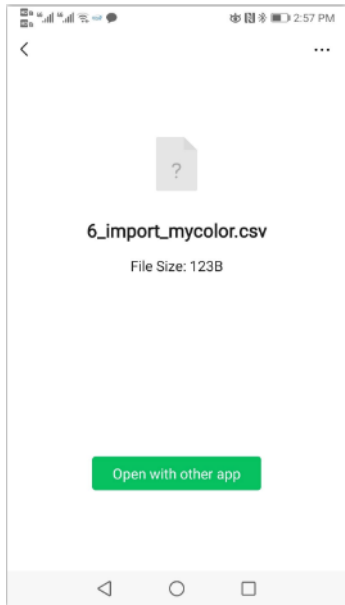 2:57 PM
?
6_import_mycolor.csv
File Size: 123B
Open with other app